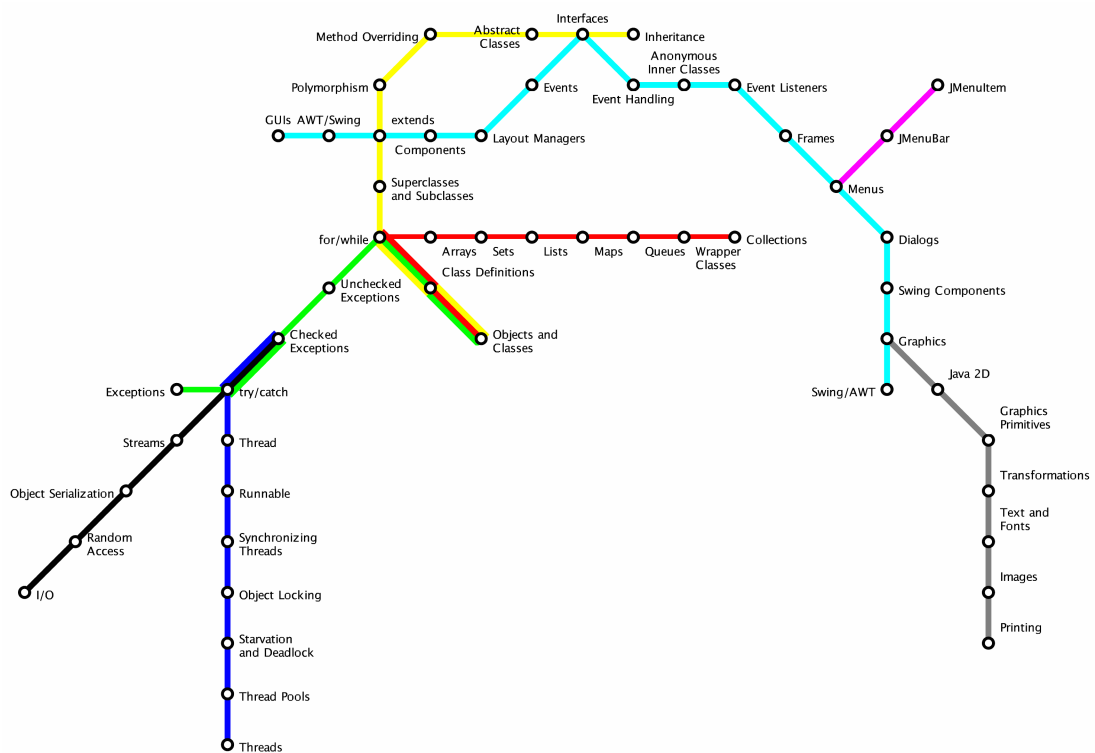 Interfaces
Method Overriding
Abstract
Classes
Inheritance
Anonymous
Inner Classes
Polymorphism
Events
Event Handling
Event Listeners
JMenuItem
GUIs
AWT/Swing
extends
Components
Layout Managers
Frames
JMenuBar
Superclasses
and Subclasses
Menus
for/while
Arrays
Sets
Lists
Maps
Queues
Wrapper
Classes
Collections
Dialogs
Class Definitions
Unchecked
Exceptions
Swing Components
Checked
Exceptions
Objects and
Classes
Graphics
Java 2D
Exceptions
try/catch
Swing/AWT
Graphics
Primitives
Streams
Thread
Transformations
Object Serialization
Runnable
Text and
Fonts
Random
Access
Synchronizing
Threads
Images
I/O
Object Locking
Printing
Starvation
and Deadlock
Thread Pools
Threads